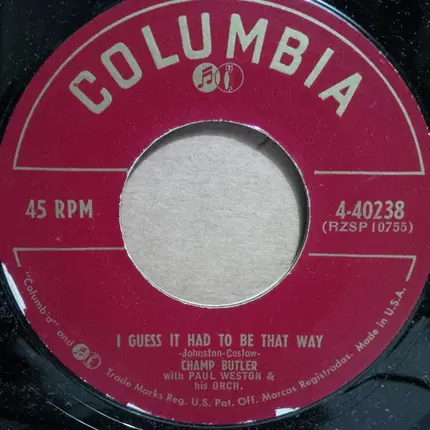 COLUMBIA
45 RPM
4-40238
(RZSP 10755)
I GUESS IT HAD TO BE THAT WAY
-Johnston-Coslow-
CHAMP BUTLER
with PAUL WESTON &
his ORCH.
"Columbia" and Trade Marks Reg. U.S. Pat. Off. Marcas Registradas. Made in U.S.A.